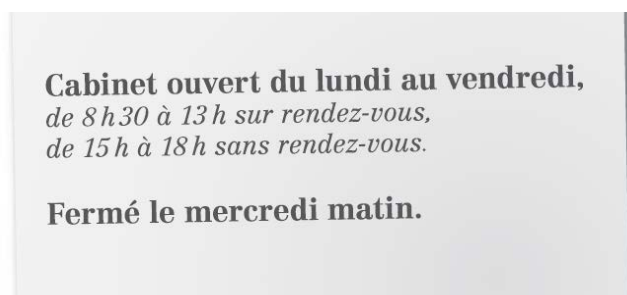 Cabinet ouvert du lundi au vendredi,
de 8h30 à 13h sur rendez-vous,
de 15h à 18h sans rendez-vous.
Fermé le mercredi matin.